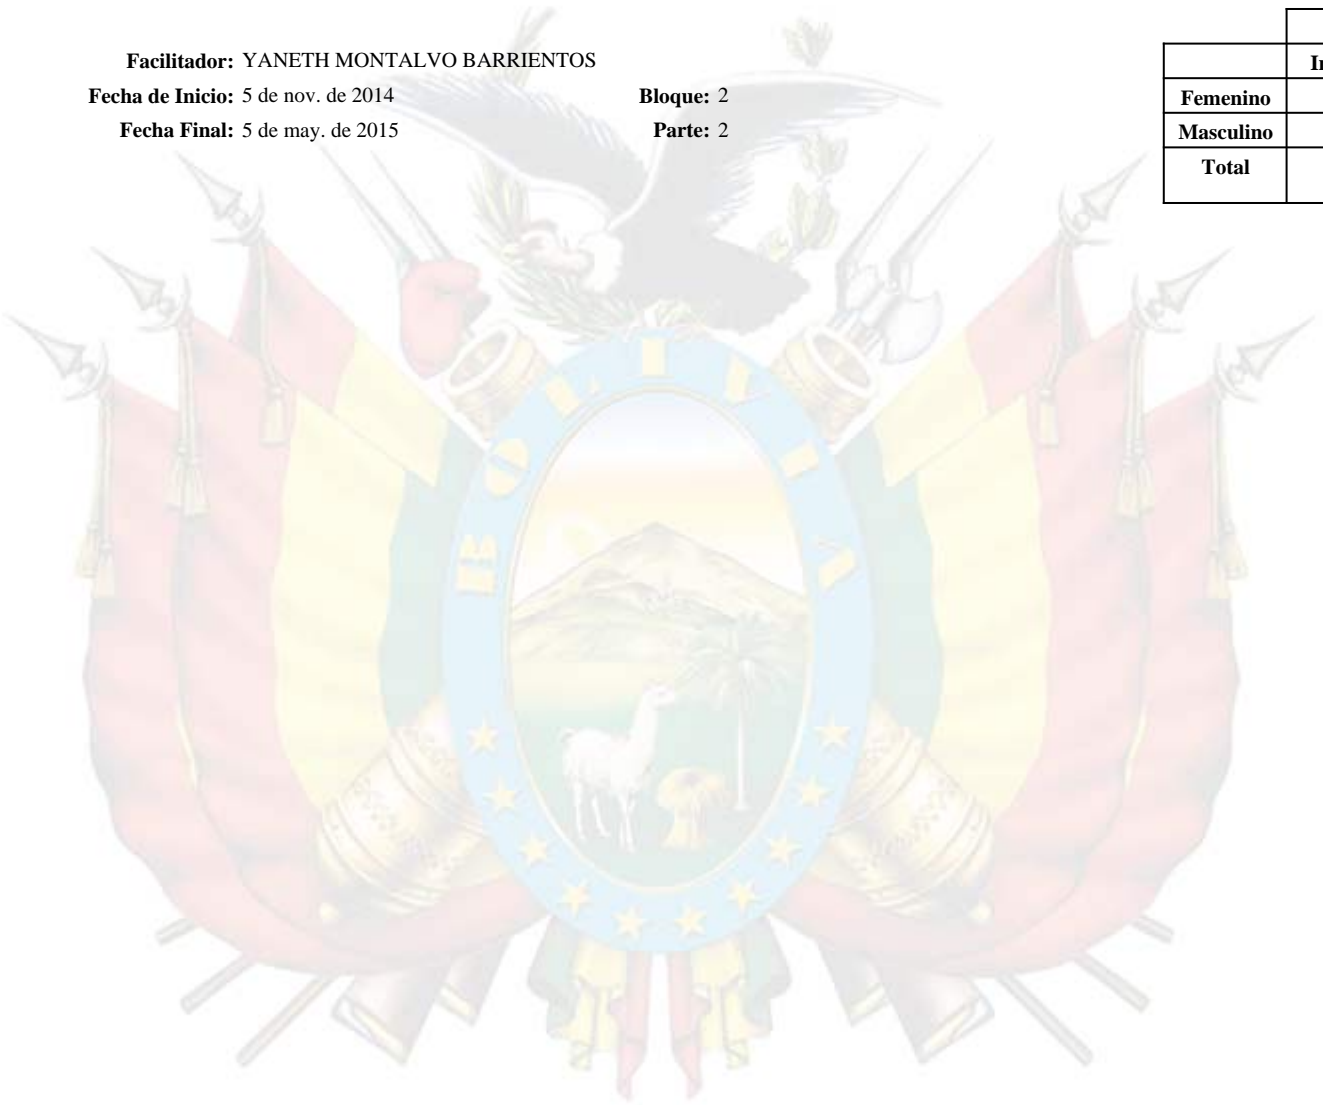 Facilitador: YANETH MONTALVO BARRIENTOS
Fecha de Inicio: 5 de nov. de 2014 Bloque: 2
Fecha Final: 5 de may. de 2015 Parte: 2
Femenino
Masculino
Total
BOLIVIA